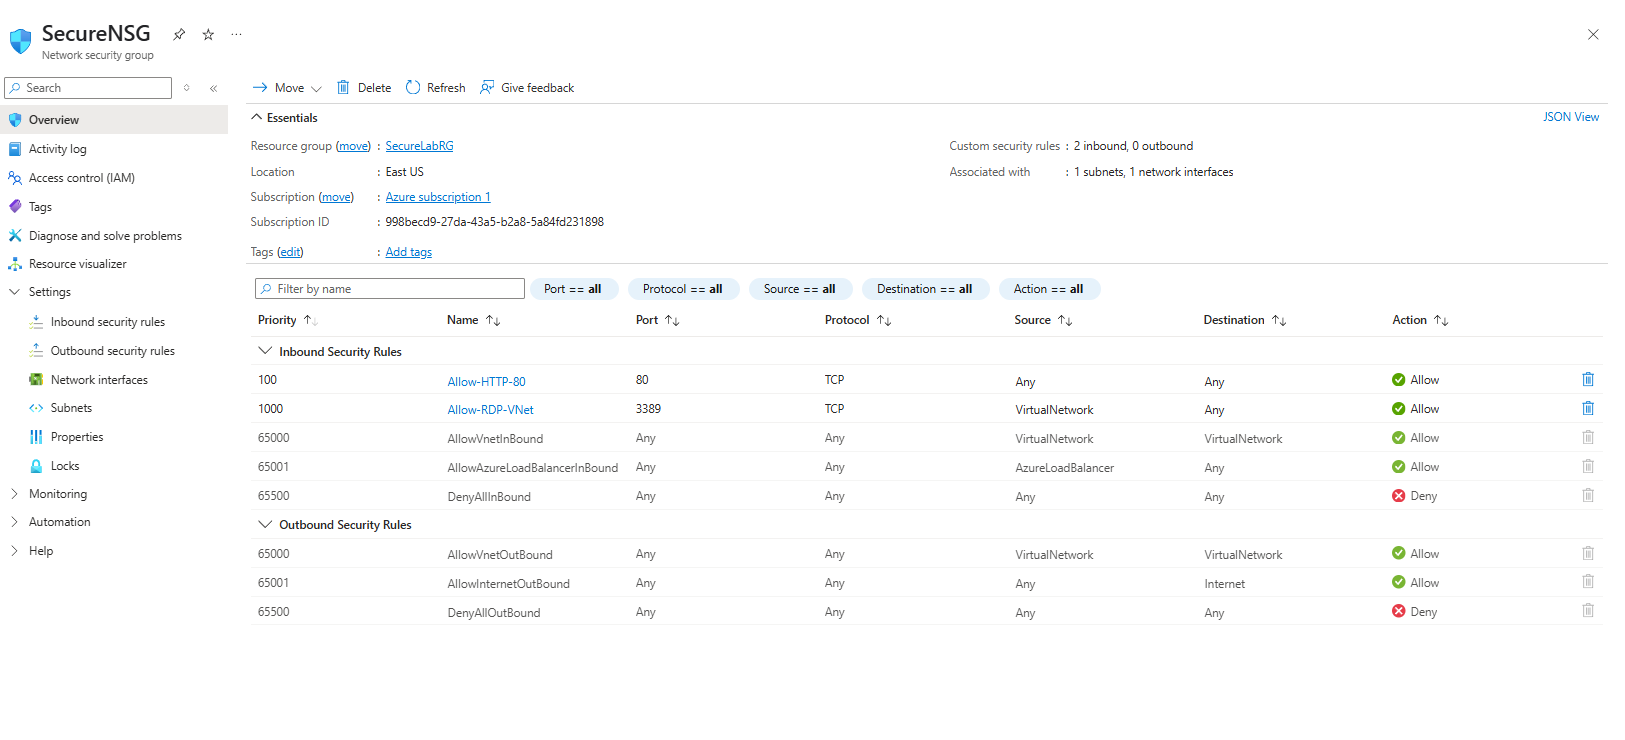 SecureNSG
Network security group
Search
Overview
Activity log
Access control (IAM)
Tags
Diagnose and solve problems
Resource visualizer
Settings
Inbound security rules
Outbound security rules
Network interfaces
Subnets
Properties
Locks
Monitoring
Automation
Help
Move Delete Refresh Give feedback
Essentials JSON View
Resource group (move) : SecureLabRG
Location : East US
Subscription (move) : Azure subscription 1
Subscription ID : 998becd9-27da-43a5-b2a8-5a84fd231898
Tags (edit) : Add tags
Custom security rules : 2 inbound, 0 outbound
Associated with : 1 subnets, 1 network interfaces
Filter by name Port == all Protocol == all Source == all Destination == all Action == all
Priority Name Port Protocol Source Destination Action
Inbound Security Rules
100 Allow-HTTP-80 80 TCP Any Any Allow
1000 Allow-RDP-VNet 3389 TCP VirtualNetwork Any Allow
65000 AllowVnetInBound Any Any VirtualNetwork VirtualNetwork Allow
65001 AllowAzureLoadBalancerInBound Any Any AzureLoadBalancer Any Allow
65500 DenyAllInBound Any Any Any Any Deny
Outbound Security Rules
65000 AllowVnetOutBound Any Any VirtualNetwork VirtualNetwork Allow
65001 AllowInternetOutBound Any Any Any Internet Allow
65500 DenyAllOutBound Any Any Any Any Deny